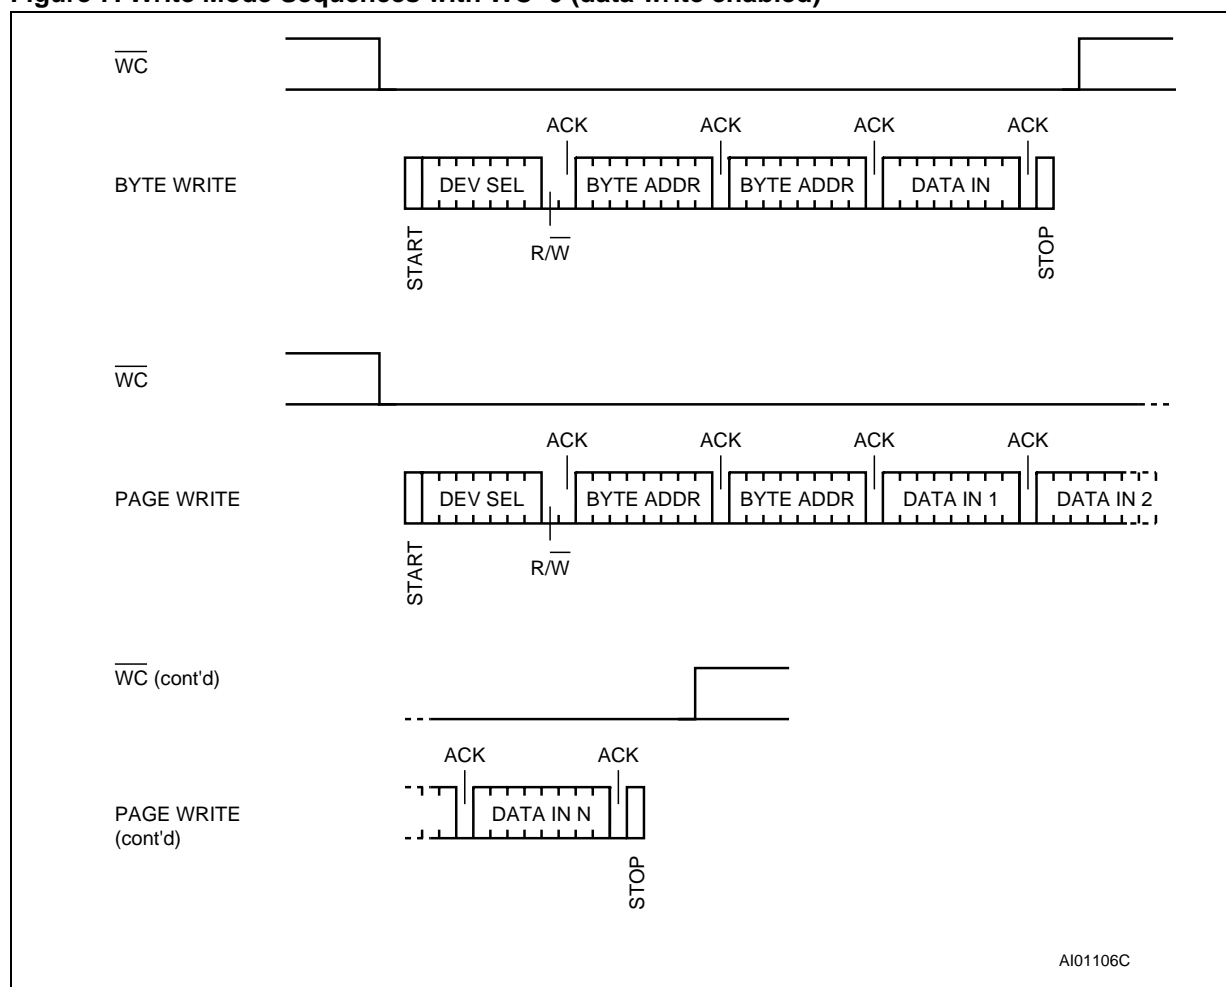 Figure 7. Write Mode Sequences with WC=0 (data write enabled)
WC
ACK ACK ACK ACK
BYTE WRITE DEV SEL BYTE ADDR BYTE ADDR DATA IN
R/W
START STOP
WC
ACK ACK ACK ACK
PAGE WRITE DEV SEL BYTE ADDR BYTE ADDR DATA IN 1 DATA IN 2
R/W
START
WC (cont'd)
ACK ACK
PAGE WRITE DATA IN N
(cont'd)
STOP
AI01106C